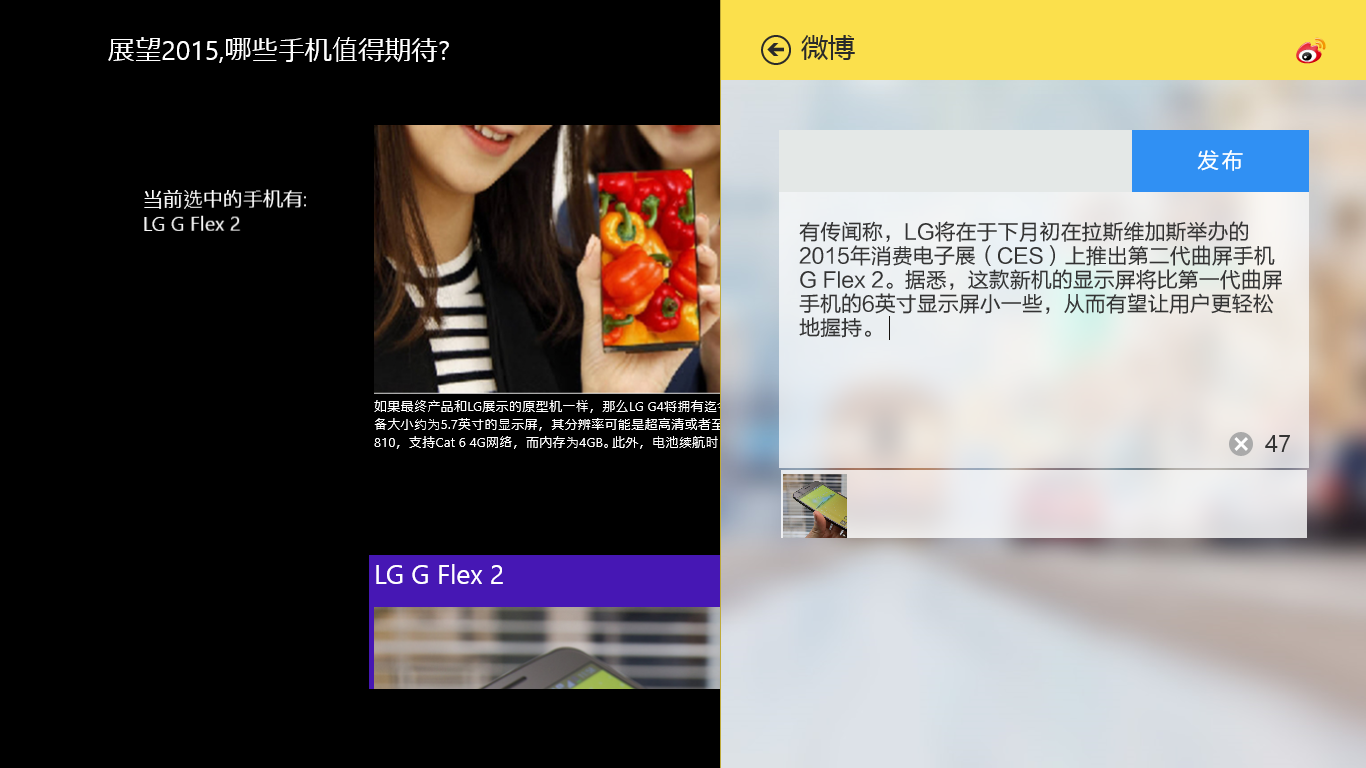 展望2015,哪些手机值得期待?
当前选中的手机有:
LG G Flex 2
如果最终产品和LG展示的原型机一样，那么LG G4将拥有迄
备大小约为5.7英寸的显示屏，其分辨率可能是超高清或者至
810，支持Cat 6 4G网络，而内存为4GB。此外，电池续航时
LG G Flex 2
微博
发布
有传闻称，LG将在于下月初在拉斯维加斯举办的
2015年消费电子展（CES）上推出第二代曲屏手机
G Flex 2。据悉，这款新机的显示屏将比第一代曲屏
手机的6英寸显示屏小一些，从而有望让用户更轻松
地握持。
47